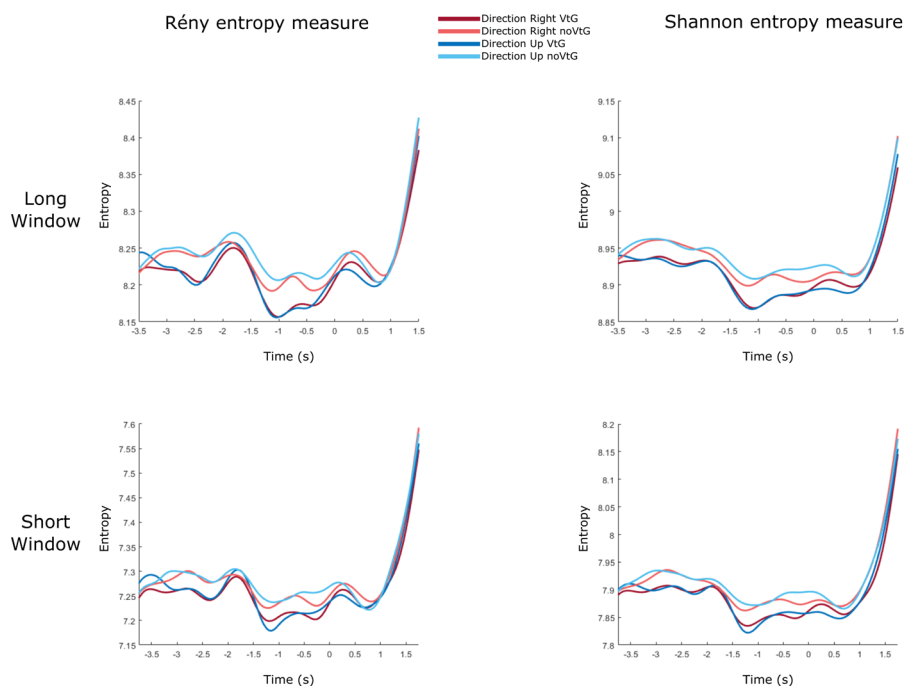 Rény entropy measure
Direction Right VtG
Direction Right noVtG
Direction Up VtG
Direction Up noVtG
Shannon entropy measure
Long
Window
Entropy
8.45
8.4
8.35
8.3
8.25
8.2
8.15
-3.5 -3 -2.5 -2 -1.5 -1 -0.5 0 0.5 1 1.5
Time (s)
Entropy
9.15
9.1
9.05
9
8.95
8.9
8.85
-3.5 -3 -2.5 -2 -1.5 -1 -0.5 0 0.5 1 1.5
Time (s)
Short
Window
Entropy
7.6
7.55
7.5
7.45
7.4
7.35
7.3
7.25
7.2
7.15
-3.5 -3 -2.5 -2 -1.5 -1 -0.5 0 0.5 1 1.5
Time (s)
Entropy
8.2
8.15
8.1
8.05
8
7.95
7.9
7.85
7.8
-3.5 -3 -2.5 -2 -1.5 -1 -0.5 0 0.5 1 1.5
Time (s)